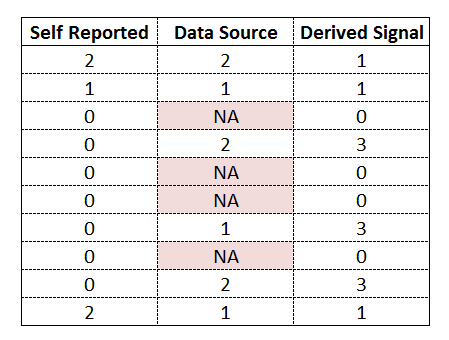 Self Reported Data Source Derived Signal
2 2 1
1 1 1
0 NA 0
0 2 3
0 NA 0
0 NA 0
0 1 3
0 NA 0
0 2 3
2 1 1